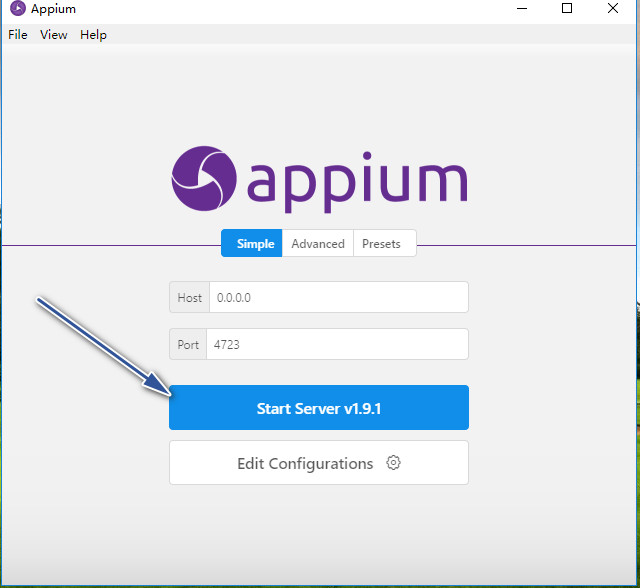 Appium
File View Help
appium
Simple Advanced Presets
Host 0.0.0.0
Port 4723
Start Server v1.9.1
Edit Configurations